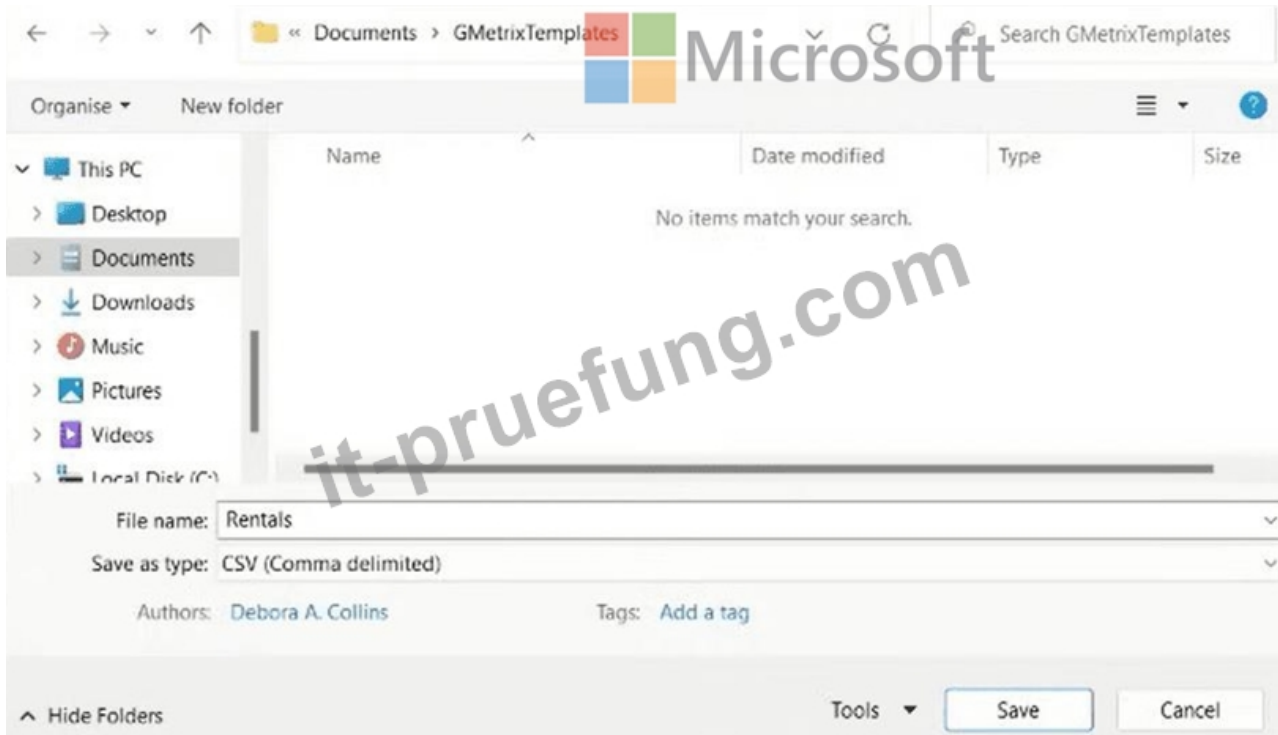 « Documents > GMetrixTemplates
Search GMetrixTemplates
Microsoft
Organise
New folder
?
Name
Date modified
Type
Size
This PC
No items match your search.
Desktop
Documents
Downloads
Music
Pictures
Videos
Local Disk (C:)
it-pruefung.com
File name: Rentals
Save as type: CSV (Comma delimited)
Authors: Debora A. Collins
Tags: Add a tag
Hide Folders
Tools
Save
Cancel